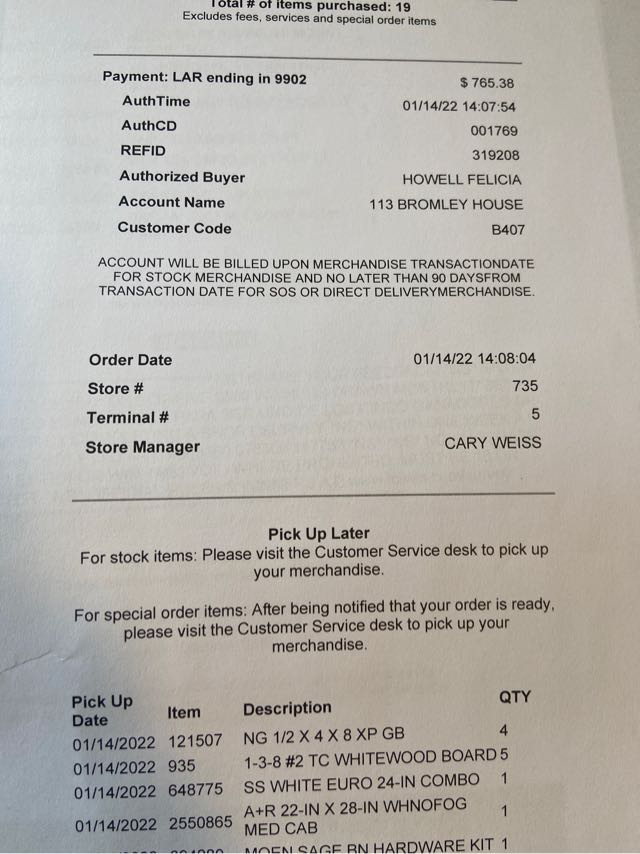 Total # of items purchased: 19
Excludes fees, services and special order items
Payment: LAR ending in 9902 $ 765.38
AuthTime 01/14/22 14:07:54
AuthCD 001769
REFID 319208
Authorized Buyer HOWELL FELICIA
Account Name 113 BROMLEY HOUSE
Customer Code B407
ACCOUNT WILL BE BILLED UPON MERCHANDISE TRANSACTIONDATE
FOR STOCK MERCHANDISE AND NO LATER THAN 90 DAYSFROM
TRANSACTION DATE FOR SOS OR DIRECT DELIVERYMERCHANDISE.
Order Date 01/14/22 14:08:04
Store # 735
Terminal # 5
Store Manager CARY WEISS
Pick Up Later
For stock items: Please visit the Customer Service desk to pick up
your merchandise.
For special order items: After being notified that your order is ready,
please visit the Customer Service desk to pick up your
merchandise.
Pick Up
Date Item Description QTY
01/14/2022 121507 NG 1/2 X 4 X 8 XP GB 4
01/14/2022 935 1-3-8 #2 TC WHITEWOOD BOARD 5
01/14/2022 648775 SS WHITE EURO 24-IN COMBO 1
01/14/2022 2550865 A+R 22-IN X 28-IN WHNOFOG
MED CAB 1
MOEN SAGE BN HARDWARE KIT 1